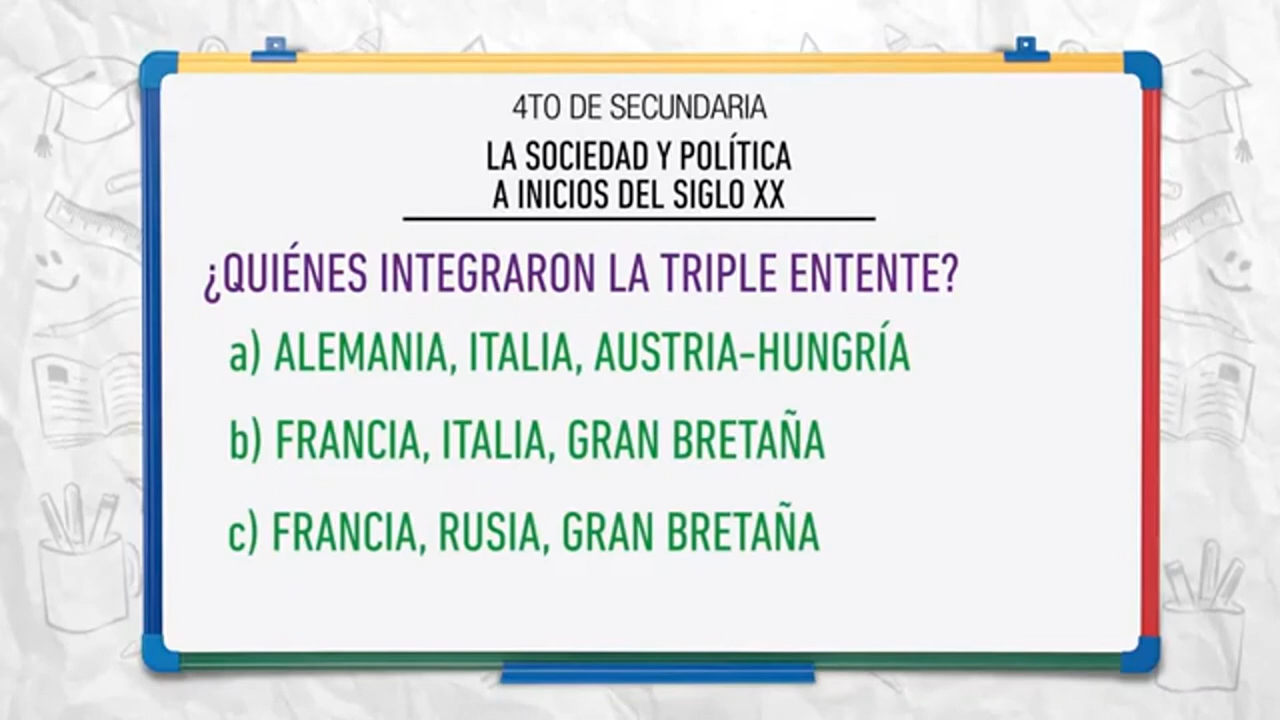 4TO DE SECUNDARIA
LA SOCIEDAD Y POLÍTICA
A INICIOS DEL SIGLO XX
¿QUIÉNES INTEGRARON LA TRIPLE ENTENTE?
a) ALEMANIA, ITALIA, AUSTRIA-HUNGRÍA
b) FRANCIA, ITALIA, GRAN BRETAÑA
c) FRANCIA, RUSIA, GRAN BRETAÑA